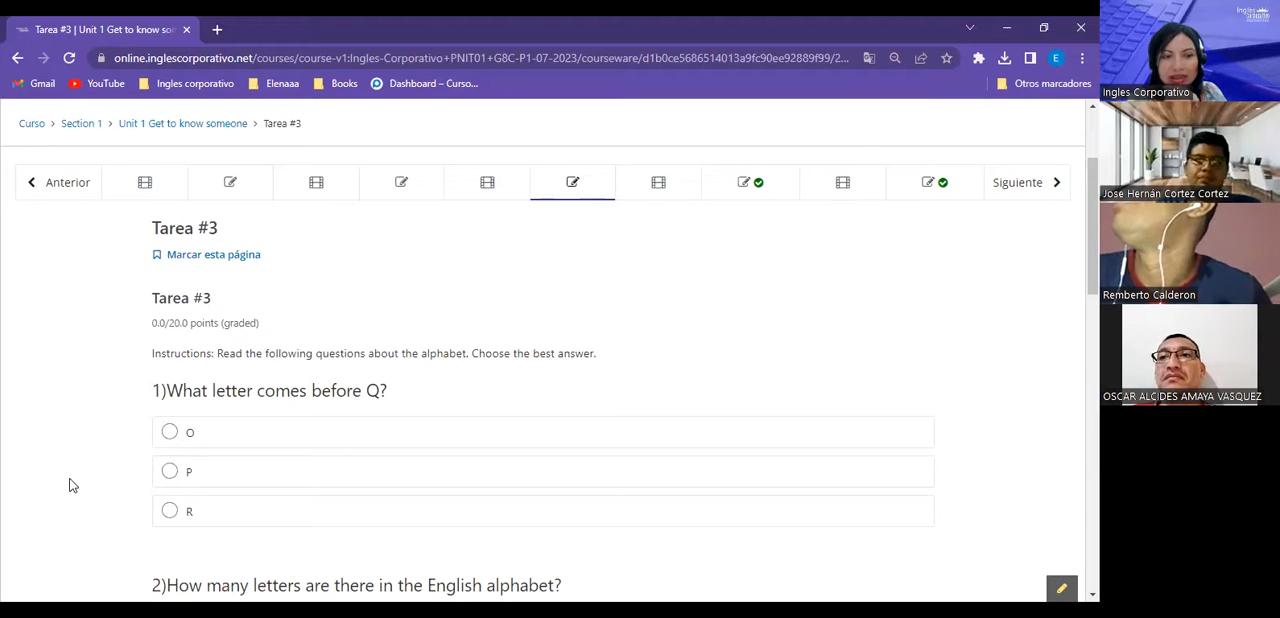 Tarea #3 | Unit 1 Get to know so
online.inglescorporativo.net/courses/course-v1:Ingles-Corporativo+PNIT01+G8C-P1-07-2023/courseware/d1b0ce5686514013a9fc90ee92889f99/2...
E
Gmail
YouTube
Ingles corporativo
Elenaaa
Books
Dashboard – Curso...
Otros marcadores
Curso
Section 1
Unit 1 Get to know someone
Tarea #3
Anterior
Siguiente
Tarea #3
Marcar esta página
Tarea #3
0.0/20.0 points (graded)
Instructions: Read the following questions about the alphabet. Choose the best answer.
1)What letter comes before Q?
O
P
R
2)How many letters are there in the English alphabet?
Ingles
Ingles Corporativo
Jose Hernán Cortez Cortez
Remberto Calderon
OSCAR ALCIDES AMAYA VASQUEZ